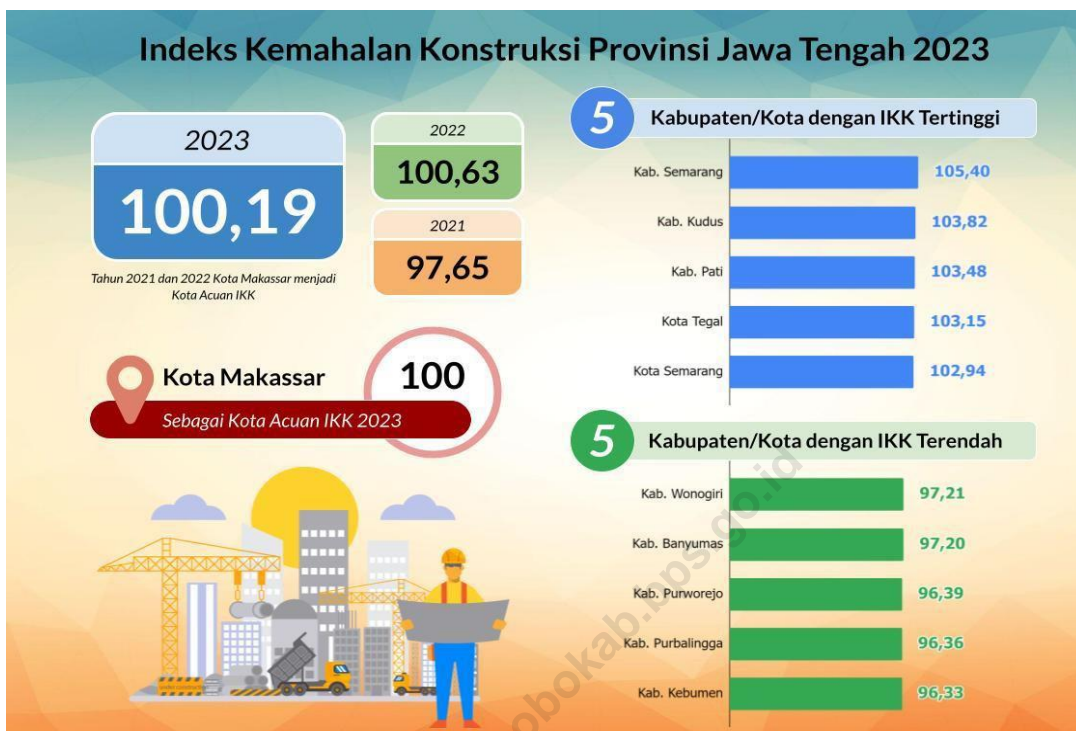 Indeks Kemahalan Konstruksi Provinsi Jawa Tengah 2023
2023
100,19
2022
100,63
2021
97,65
Tahun 2021 dan 2022 Kota Makassar menjadi
Kota Acuan IKK
Kota Makassar
100
Sebagai Kota Acuan IKK 2023
5
Kabupaten/Kota dengan IKK Tertinggi
Kab. Semarang 105,40
Kab. Kudus 103,82
Kab. Pati 103,48
Kota Tegal 103,15
Kota Semarang 102,94
5
Kabupaten/Kota dengan IKK Terendah
Kab. Wonogiri 97,21
Kab. Banyumas 97,20
Kab. Purworejo 96,39
Kab. Purbalingga 96,36
Kab. Kebumen 96,33
obokab.bps.go.id